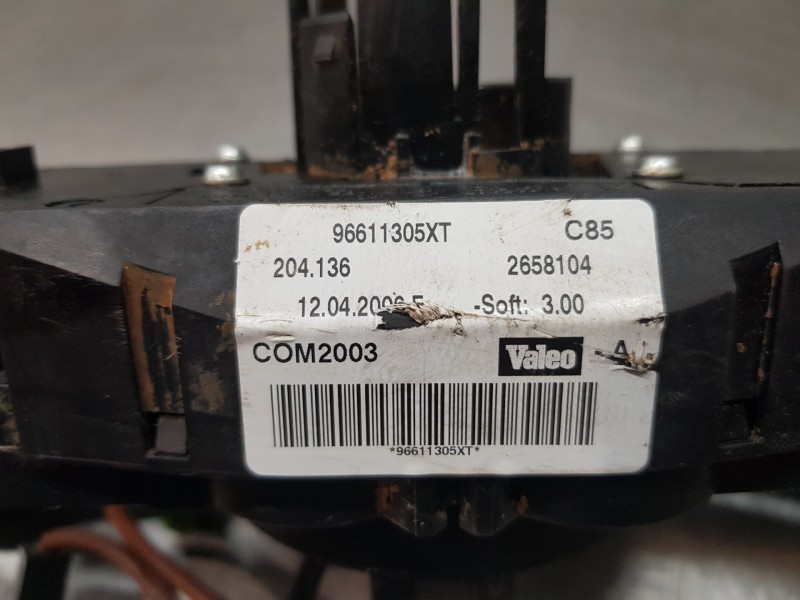 96611305XT C85
204.136 2658104
-Soft: 3.00
COM2003 Valeo A
*96611305XT*